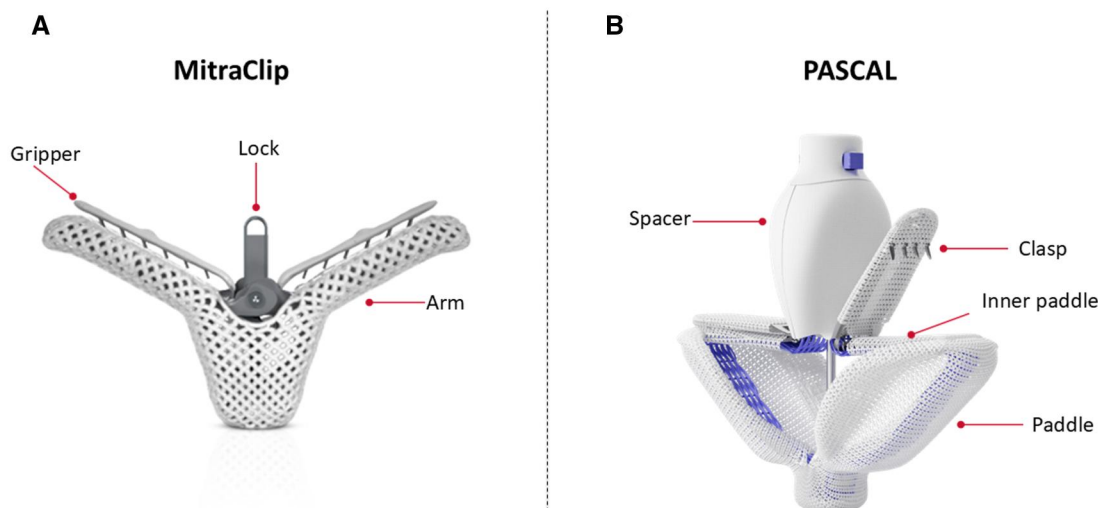 A
MitraClip
Gripper
Lock
Arm
B
PASCAL
Spacer
Clasp
Inner paddle
Paddle